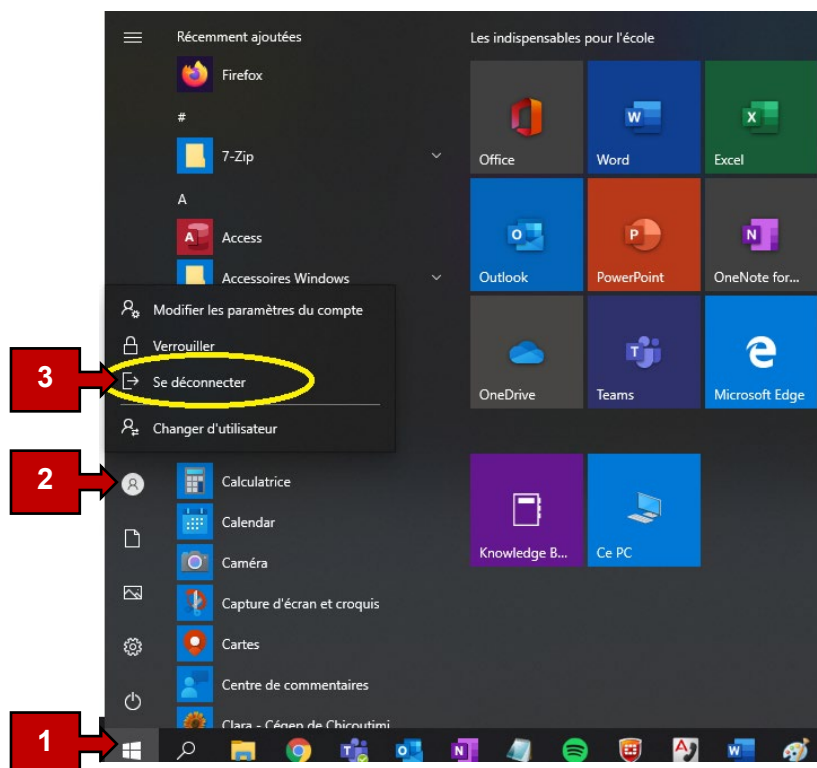 Récemment ajoutées
Firefox
#
7-Zip
A
Access
Accessoires Windows
Modifier les paramètres du compte
Verrouiller
3
Se déconnecter
Changer d'utilisateur
2
Calculatrice
Calendar
Caméra
Capture d'écran et croquis
Cartes
Centre de commentaires
Clara - Cégep de Chicoutimi
1
Les indispensables pour l'école
Office
Word
Excel
Outlook
PowerPoint
OneNote for...
OneDrive
Teams
Microsoft Edge
Knowledge B...
Ce PC